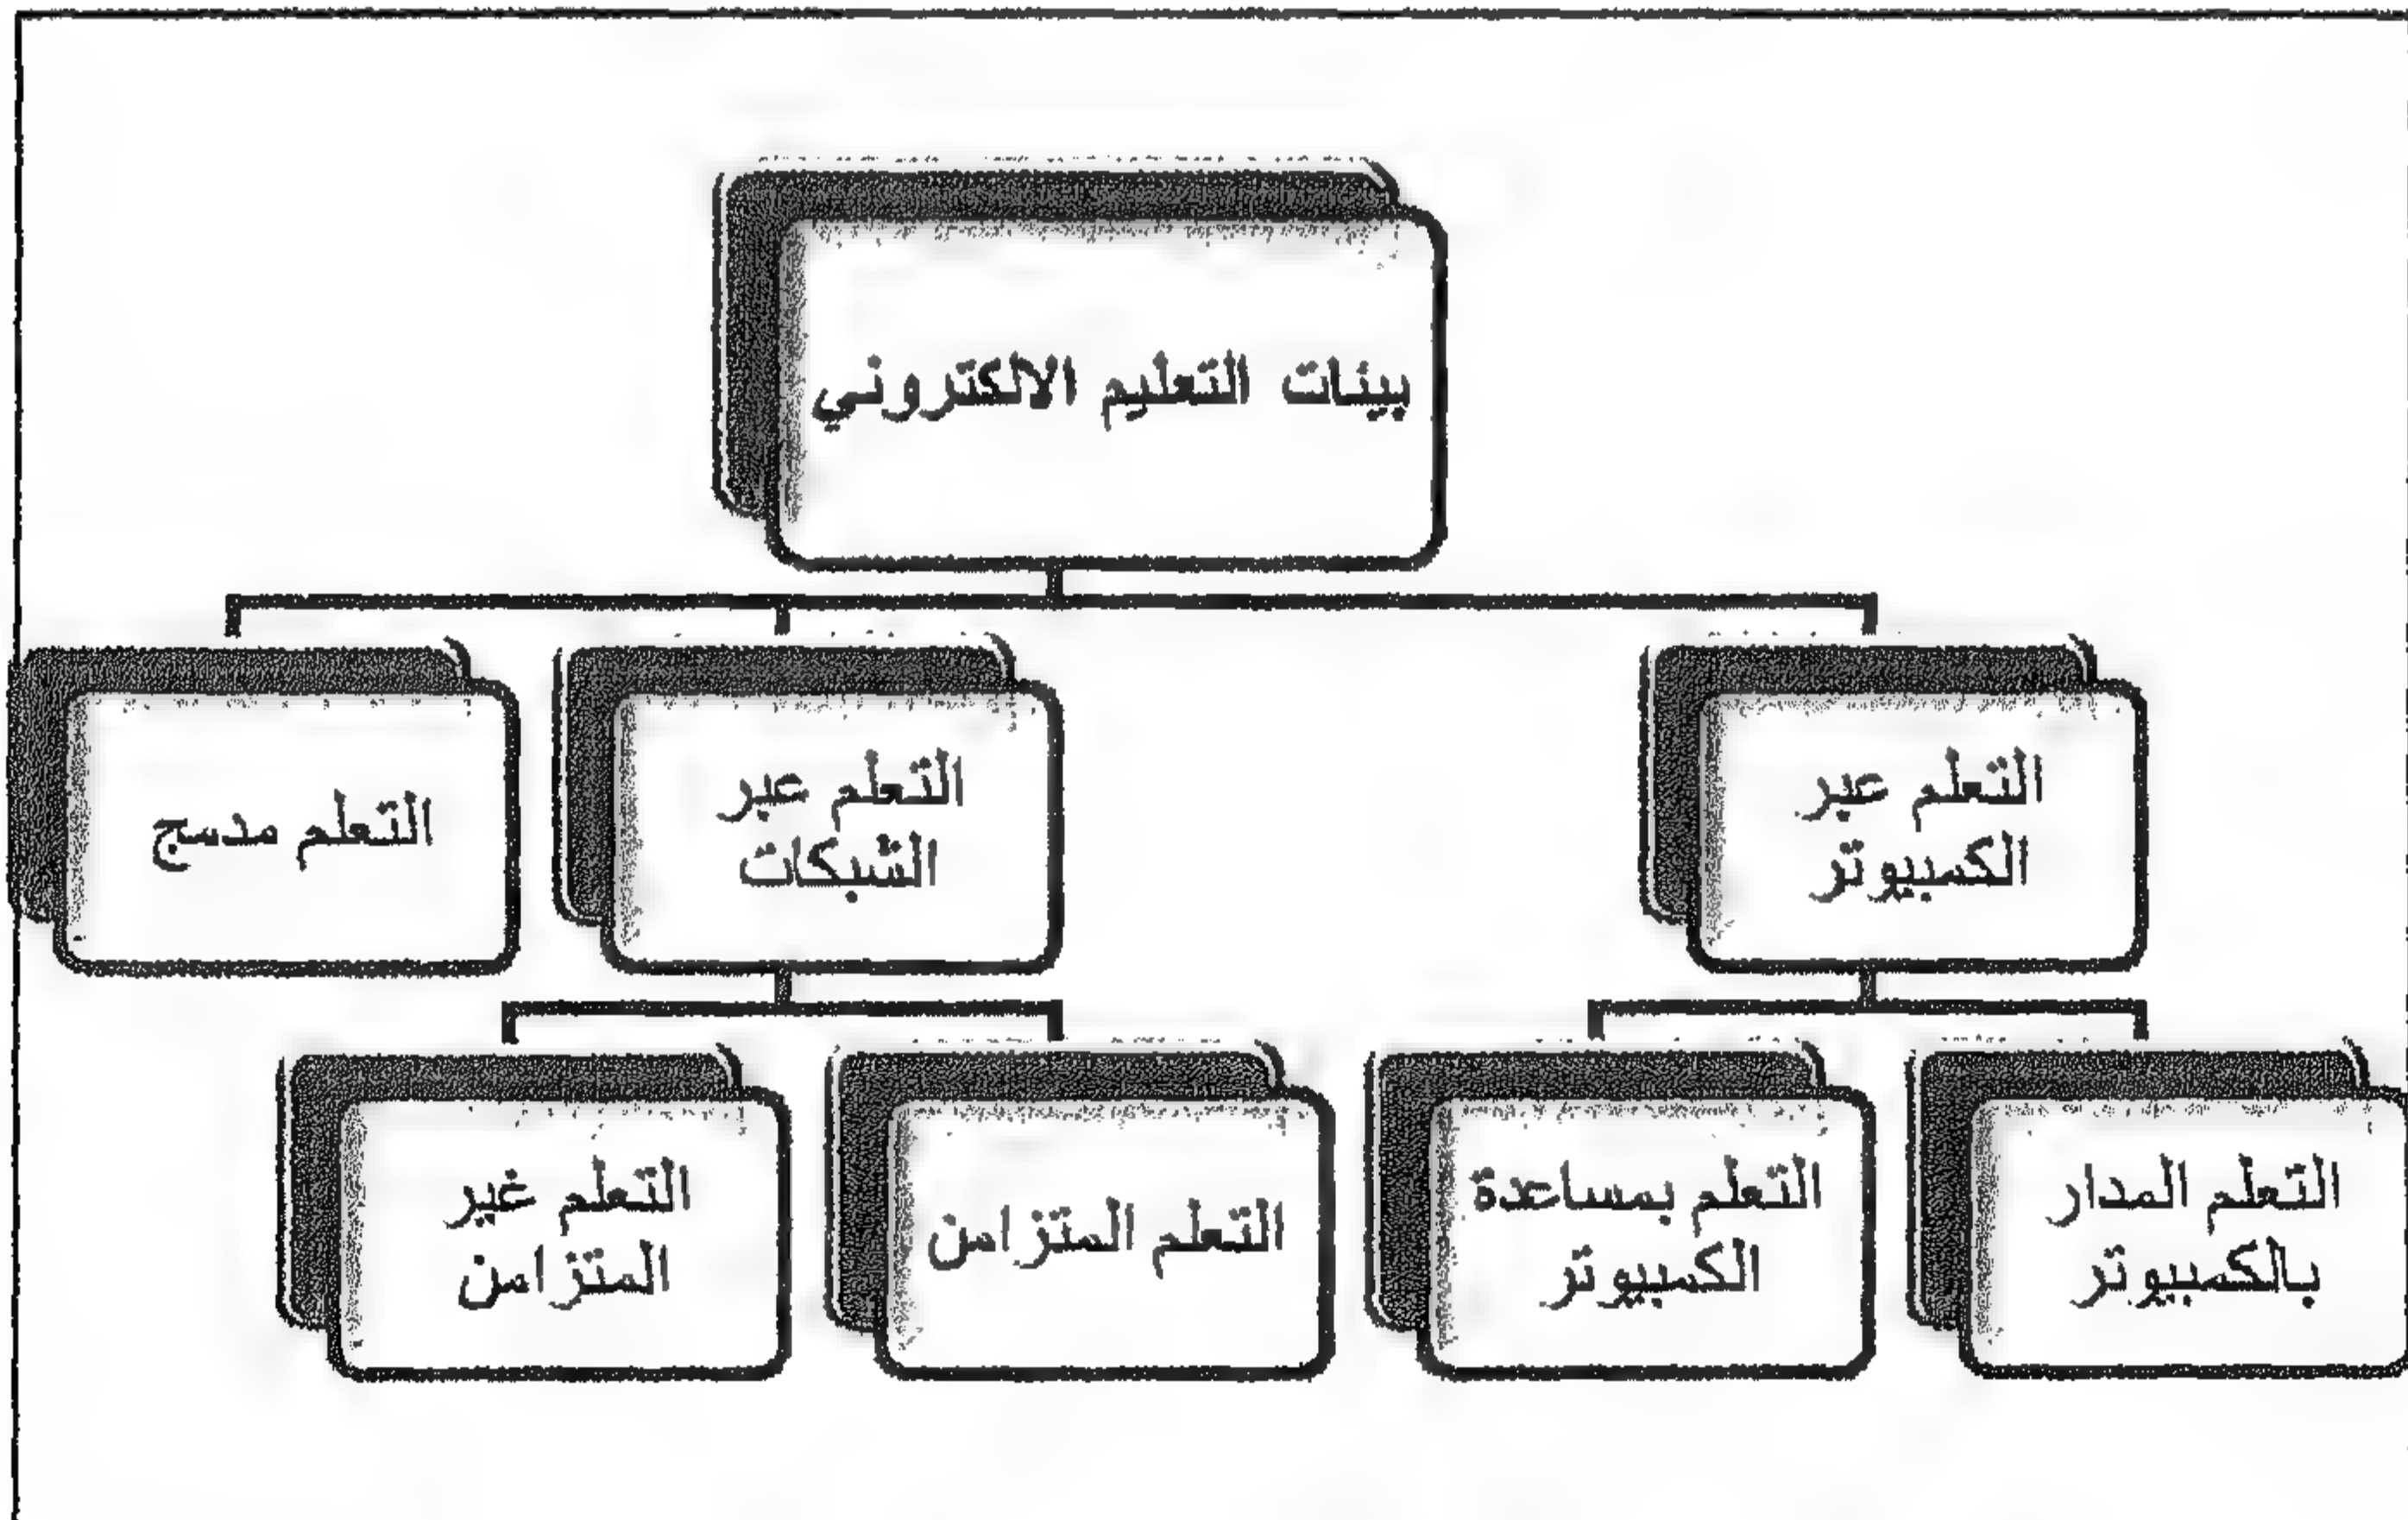 بيئات التعليم الالكتروني
التعلم عبر
الكمبيوتر
التعلم عبر
الشبكات
التعلم مدسج
التعلم المدار
بالكمبيوتر
التعلم بمساعدة
الكمبيوتر
التعلم المتزامن
التعلم غير
المتزامن